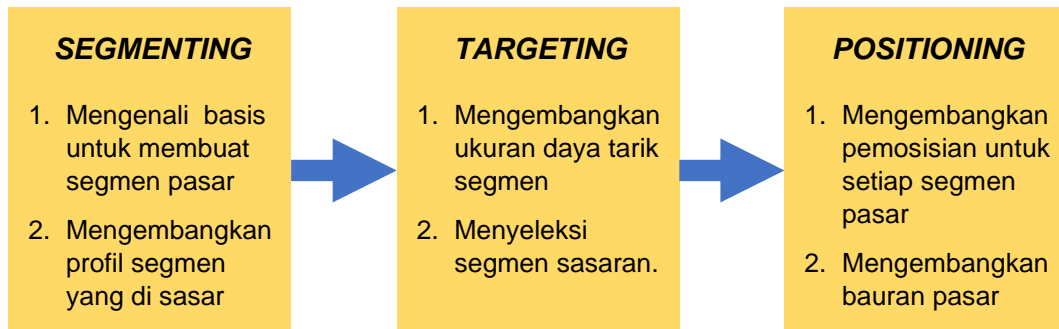 SEGMENTING
1. Mengenali basis
untuk membuat
segmen pasar
2. Mengembangkan
profil segmen
yang di sasar
TARGETING
1. Mengembangkan
ukuran daya tarik
segmen
2. Menyeleksi
segmen sasaran.
POSITIONING
1. Mengembangkan
pemosisian untuk
setiap segmen
pasar
2. Mengembangkan
bauran pasar